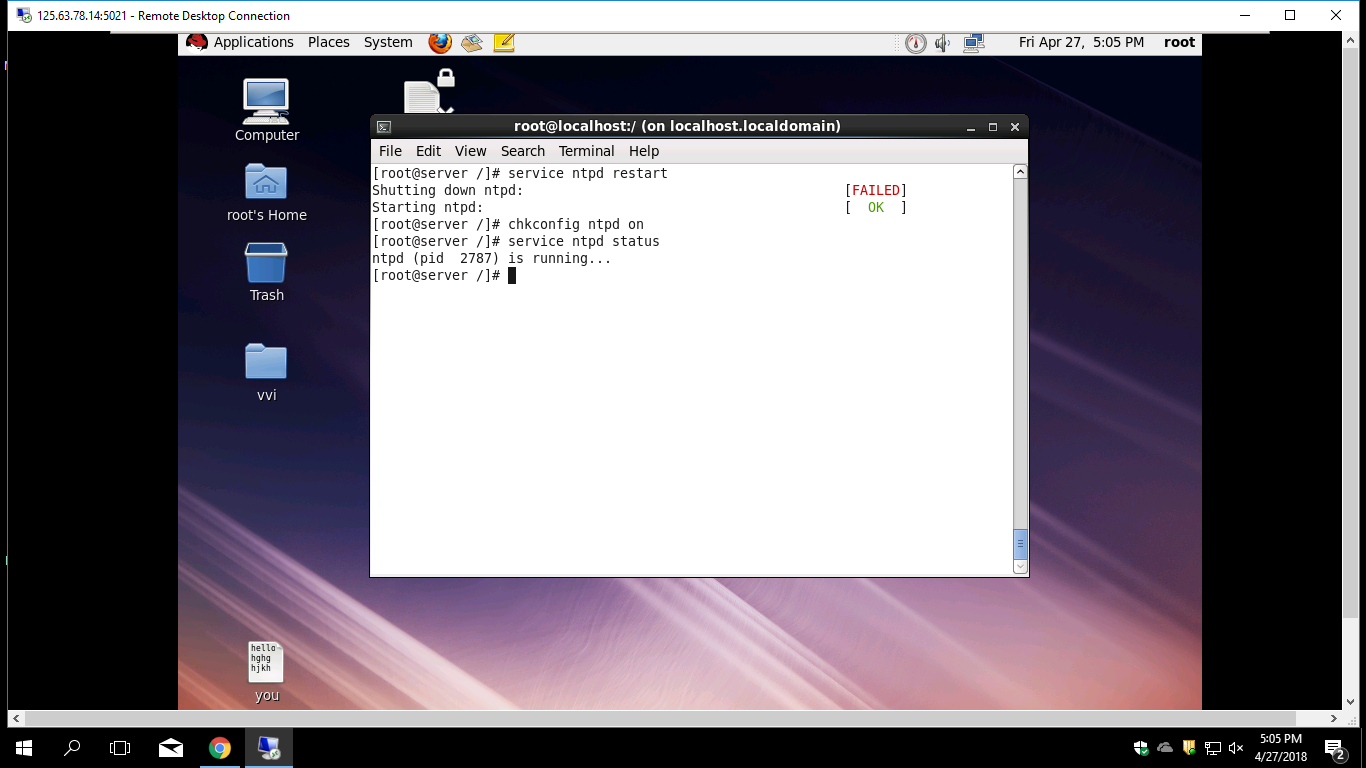 125.63.78.14:5021 - Remote Desktop Connection
Applications Places System Fri Apr 27, 5:05 PM root
Computer
root's Home
Trash
vvi
hello
hghg
hjkh
you
root@localhost:/ (on localhost.localdomain)
File Edit View Search Terminal Help
[root@server /]# service ntpd restart
Shutting down ntpd: [FAILED]
Starting ntpd: [ OK ]
[root@server /]# chkconfig ntpd on
[root@server /]# service ntpd status
ntpd (pid 2787) is running...
[root@server /]#
5:05 PM
4/27/2018
2